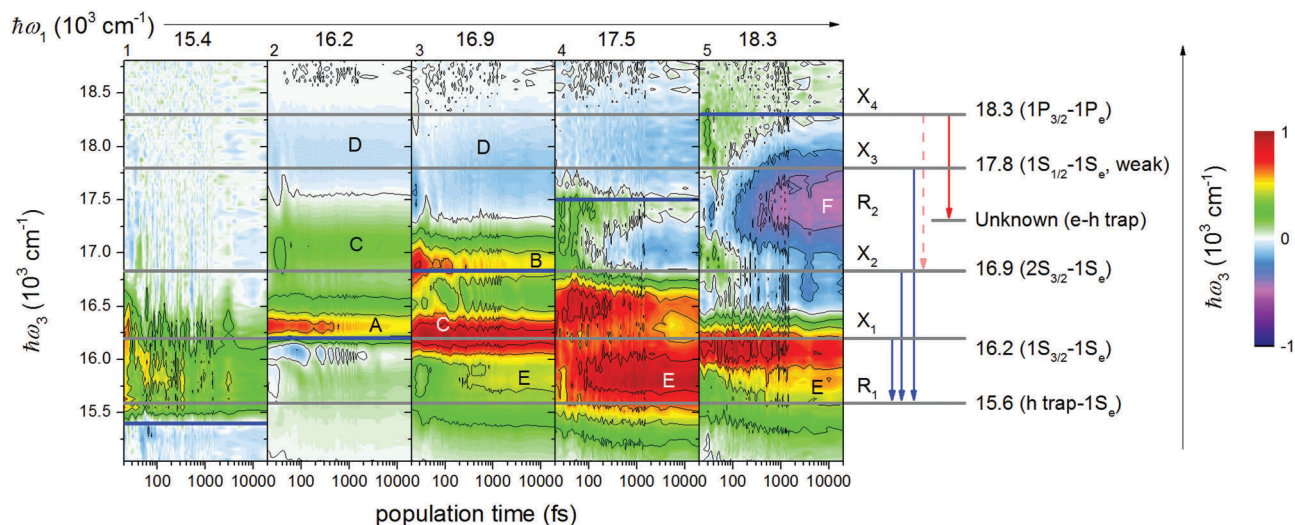 ħω1 (10³ cm⁻¹)
1 15.4
2 16.2
3 16.9
4 17.5
5 18.3
ħω3 (10³ cm⁻¹)
18.5
18.0
17.5
17.0
16.5
16.0
15.5
D
C
A
D
B
C
E
E
F
E
X4
X3
R2
X2
X1
R1
18.3 (1P3/2-1Pe)
17.8 (1S1/2-1Se, weak)
Unknown (e-h trap)
16.9 (2S3/2-1Se)
16.2 (1S3/2-1Se)
15.6 (h trap-1Se)
ħω3 (10³ cm⁻¹)
1
0
-1
100 1000 10000
100 1000 10000
100 1000 10000
100 1000 10000
100 1000 10000
population time (fs)